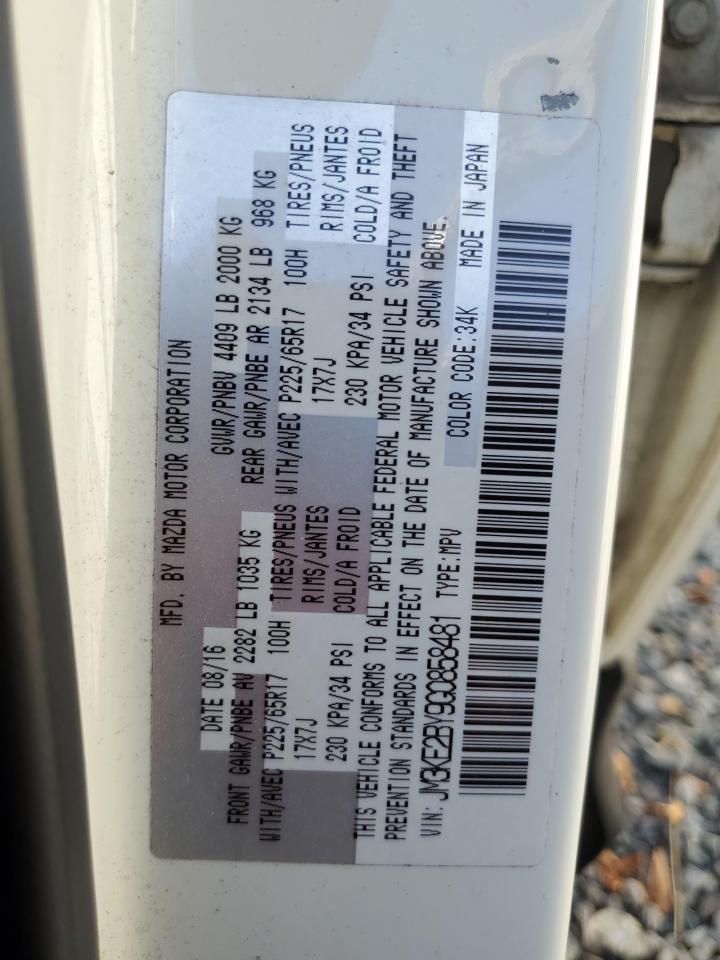 MFD. BY MAZDA MOTOR CORPORATION
DATE 08/16 GVWR/PNBV 4409 LB 2000 KG
FRONT GAWR/PNBE AV 2282 LB 1035 KG REAR GAWR/PNBE AR 2134 LB 968 KG
WITH/AVEC P225/65R17 100H TIRES/PNEUS WITH/AVEC P225/65R17 100H TIRES/PNEUS
17X7J RIMS/JANTES 17X7J RIMS/JANTES
230 KPA/34 PSI COLD/A FROID 230 KPA/34 PSI COLD/A FROID
THIS VEHICLE CONFORMS TO ALL APPLICABLE FEDERAL MOTOR VEHICLE SAFETY AND THEFT
PREVENTION STANDARDS IN EFFECT ON THE DATE OF MANUFACTURE SHOWN ABOVE.
VIN: JM3KE2BY9G0858481 TYPE:MPV COLOR CODE:34K MADE IN JAPAN